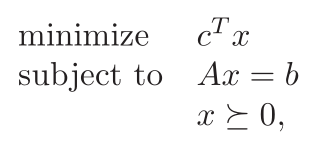 minimize c^T x
subject to Ax = b
x ⪰ 0,